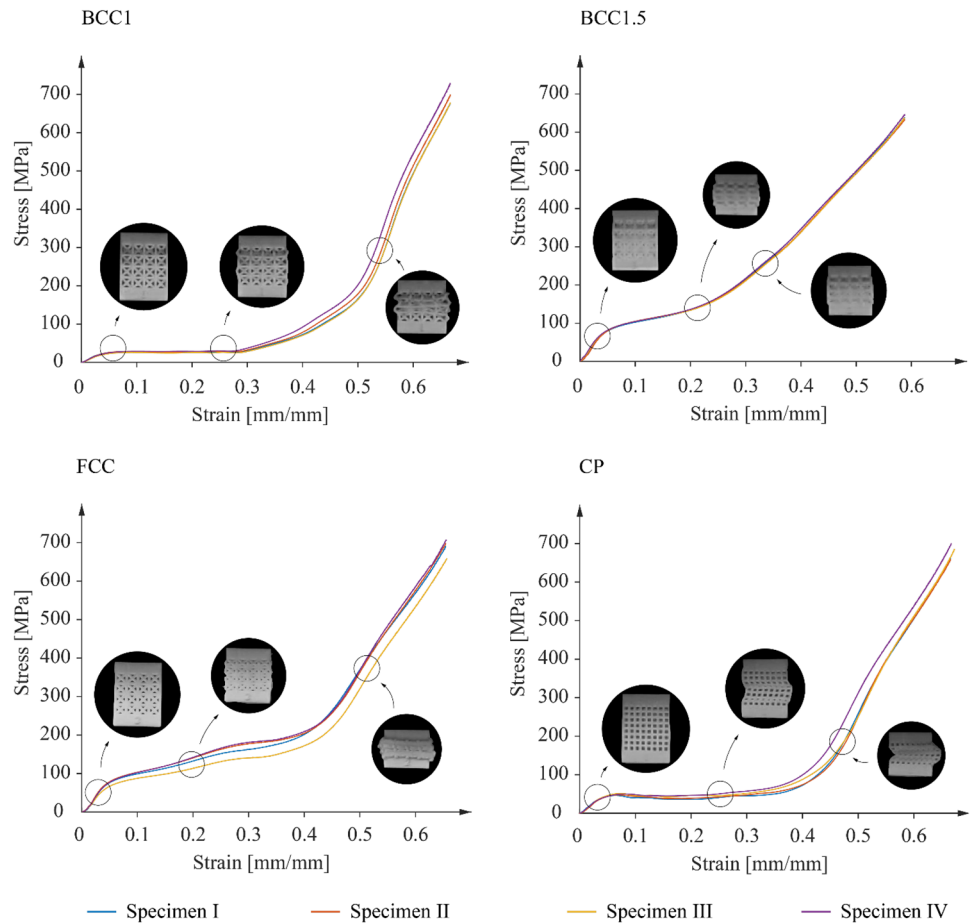 BCC1
BCC1.5
Stress [MPa]
700
600
500
400
300
200
100
0
0 0.1 0.2 0.3 0.4 0.5 0.6
Strain [mm/mm]
Stress [MPa]
700
600
500
400
300
200
100
0
0 0.1 0.2 0.3 0.4 0.5 0.6
Strain [mm/mm]
FCC
CP
Stress [MPa]
700
600
500
400
300
200
100
0
0 0.1 0.2 0.3 0.4 0.5 0.6
Strain [mm/mm]
Stress [MPa]
700
600
500
400
300
200
100
0
0 0.1 0.2 0.3 0.4 0.5 0.6
Strain [mm/mm]
Specimen I Specimen II Specimen III Specimen IV